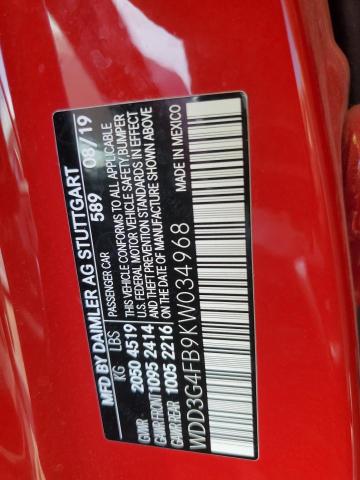 MFD BY DAIMLER AG STUTTGART
PASSENGER CAR 589 08/19
KG LBS THIS VEHICLE CONFORMS TO ALL APPLICABLE
GVWR 2050 4519 U.S. FEDERAL MOTOR VEHICLE SAFETY,BUMPER
GAWR FRONT 1095 2414 AND THEFT PREVENTION STANDARDS IN EFFECT
GAWR REAR 1005 2216 ON THE DATE OF MANUFACTURE SHOWN ABOVE
MADE IN MEXICO
WDD3G4FB9KW034968